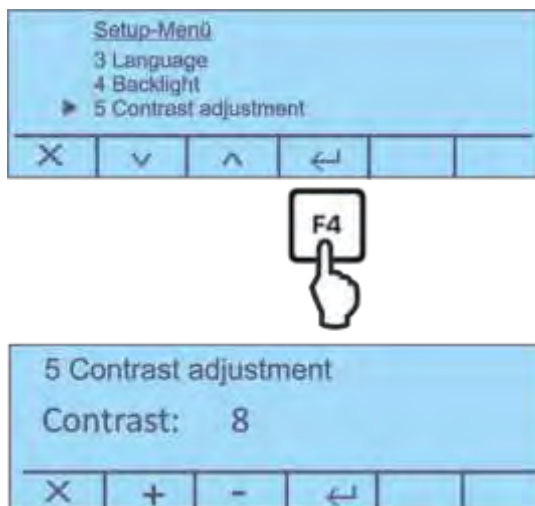 Setup-Menü
3 Language
4 Backlight
5 Contrast adjustment
F4
5 Contrast adjustment
Contrast: 8
+ -